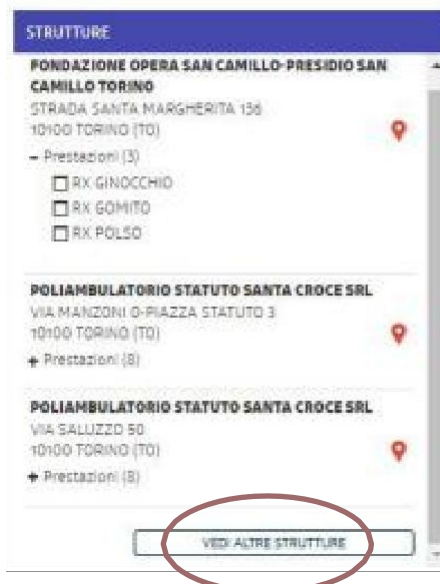 STRUTTURE
FONDAZIONE OPERA SAN CAMILLO-PRESIDIO SAN
CAMILLO TORINO
STRADA SANTA MARGHERITA 136
10100 TORINO (TO)
- Prestazioni (3)
RX GINOCCHIO
RX GOMITO
RX POLSO
POLIAMBULATORIO STATUTO SANTA CROCE SRL
VIA MANZONI 0-PIAZZA STATUTO 3
10100 TORINO (TO)
+ Prestazioni (8)
POLIAMBULATORIO STATUTO SANTA CROCE SRL
VIA SALUZZO 50
10100 TORINO (TO)
+ Prestazioni (8)
VEDI ALTRE STRUTTURE